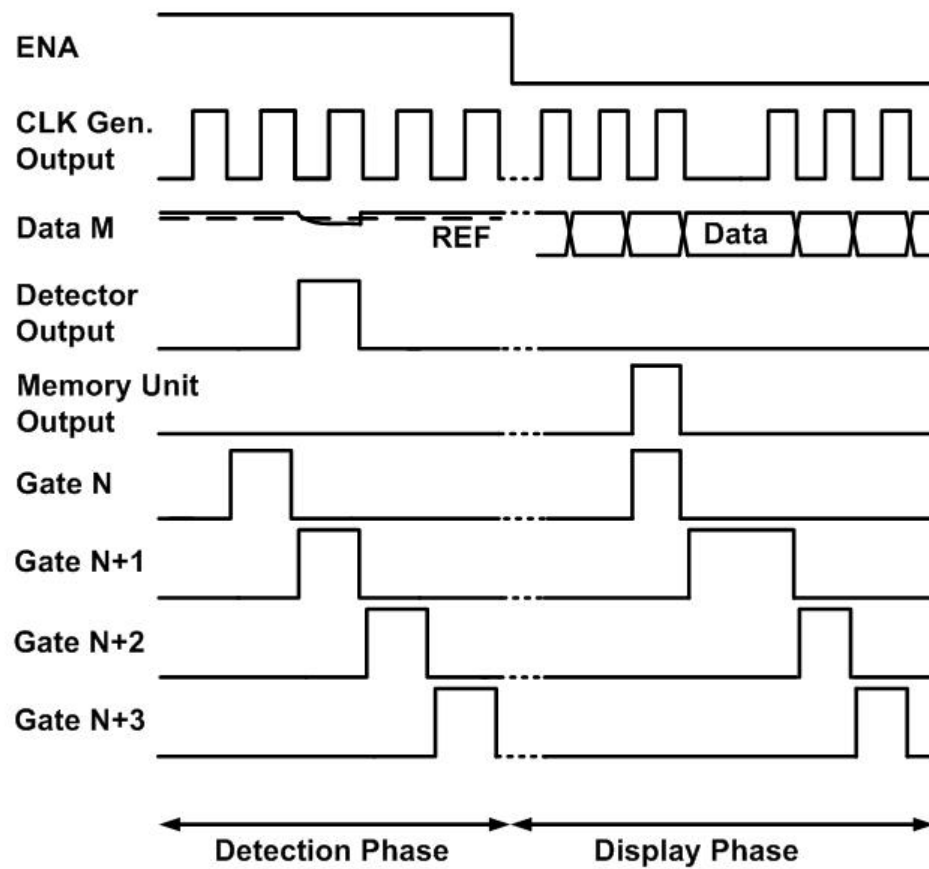 ENA
CLK Gen.
Output
Data M
REF
Data
Detector
Output
Memory Unit
Output
Gate N
Gate N+1
Gate N+2
Gate N+3
Detection Phase
Display Phase